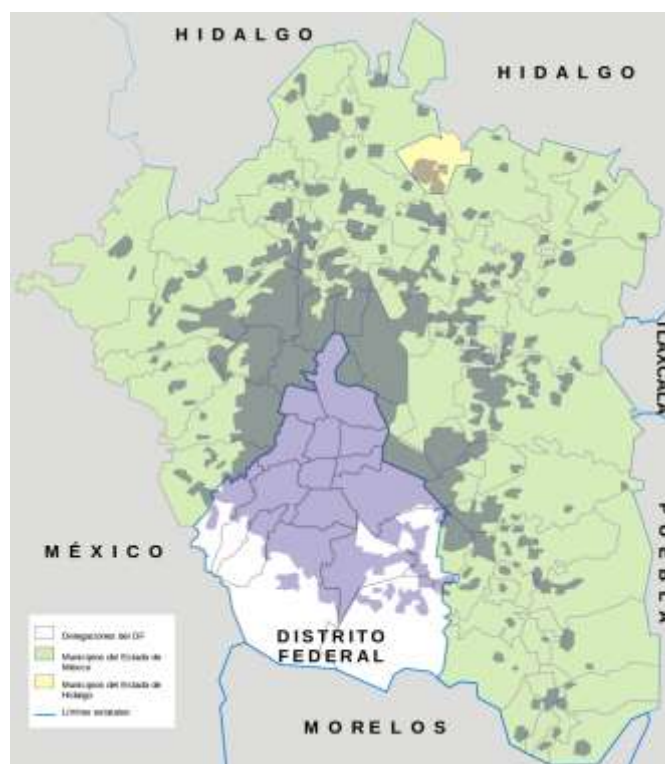 HIDALGO
HIDALGO
TLAXCALA
PUEBLA
MÉXICO
DISTRITO
FEDERAL
MORELOS
Delegaciones del DF
Municipios del Estado de
México
Municipios del Estado de
Hidalgo
Límites estatales